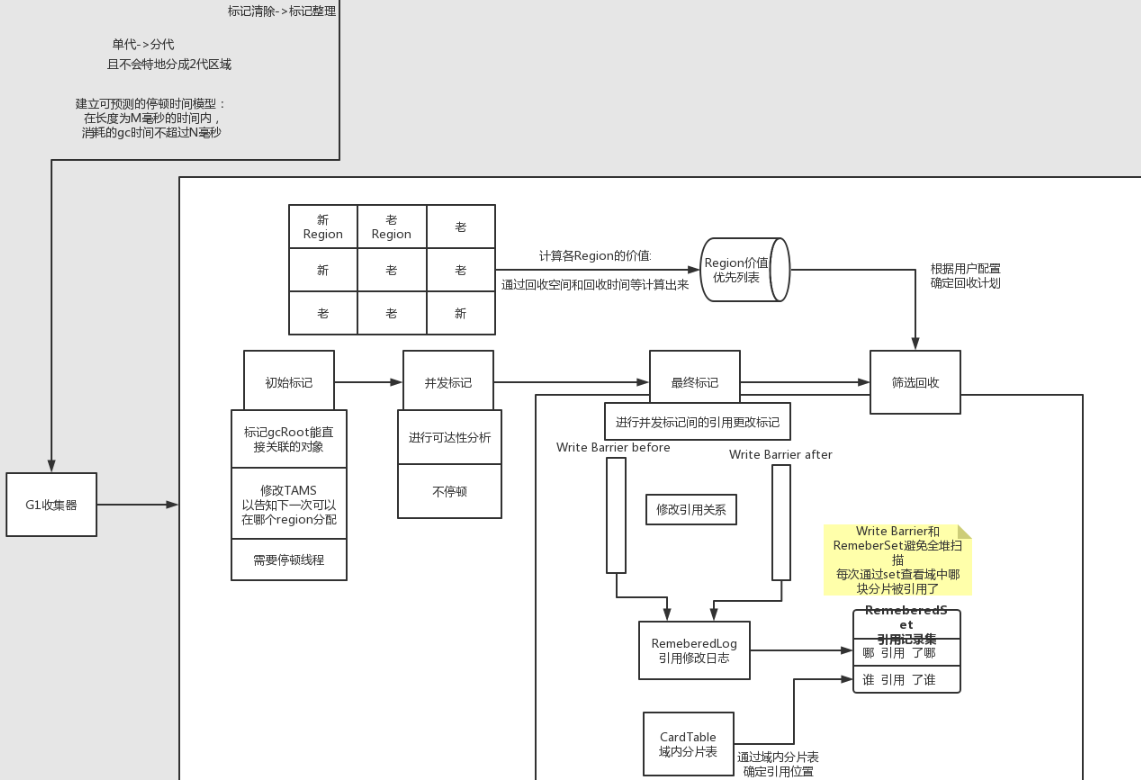 标记清除->标记整理
单代->分代
且不会特地分成2代区域
建立可预测的停顿时间模型：
在长度为M毫秒的时间内，
消耗的gc时间不超过N毫秒
新
Region
老
Region
老
新
老
老
老
老
新
计算各Region的价值:
通过回收空间和回收时间等计算出来
Region价值
优先列表
根据用户配置
确定回收计划
初始标记
并发标记
最终标记
筛选回收
标记gcRoot能直
接关联的对象
修改TAMS
以告知下一次可以
在哪个region分配
需要停顿线程
进行可达性分析
不停顿
进行并发标记间的引用更改标记
Write Barrier before
Write Barrier after
修改引用关系
G1收集器
Write Barrier和
RemeberSet避免全堆扫
描
每次通过set查看域中哪
块分片被引用了
RemeberedLog
引用修改日志
RemeberedS
et
引用记录集
哪 引用 了哪
谁 引用 了谁
CardTable
域内分片表
通过域内分片表
确定引用位置